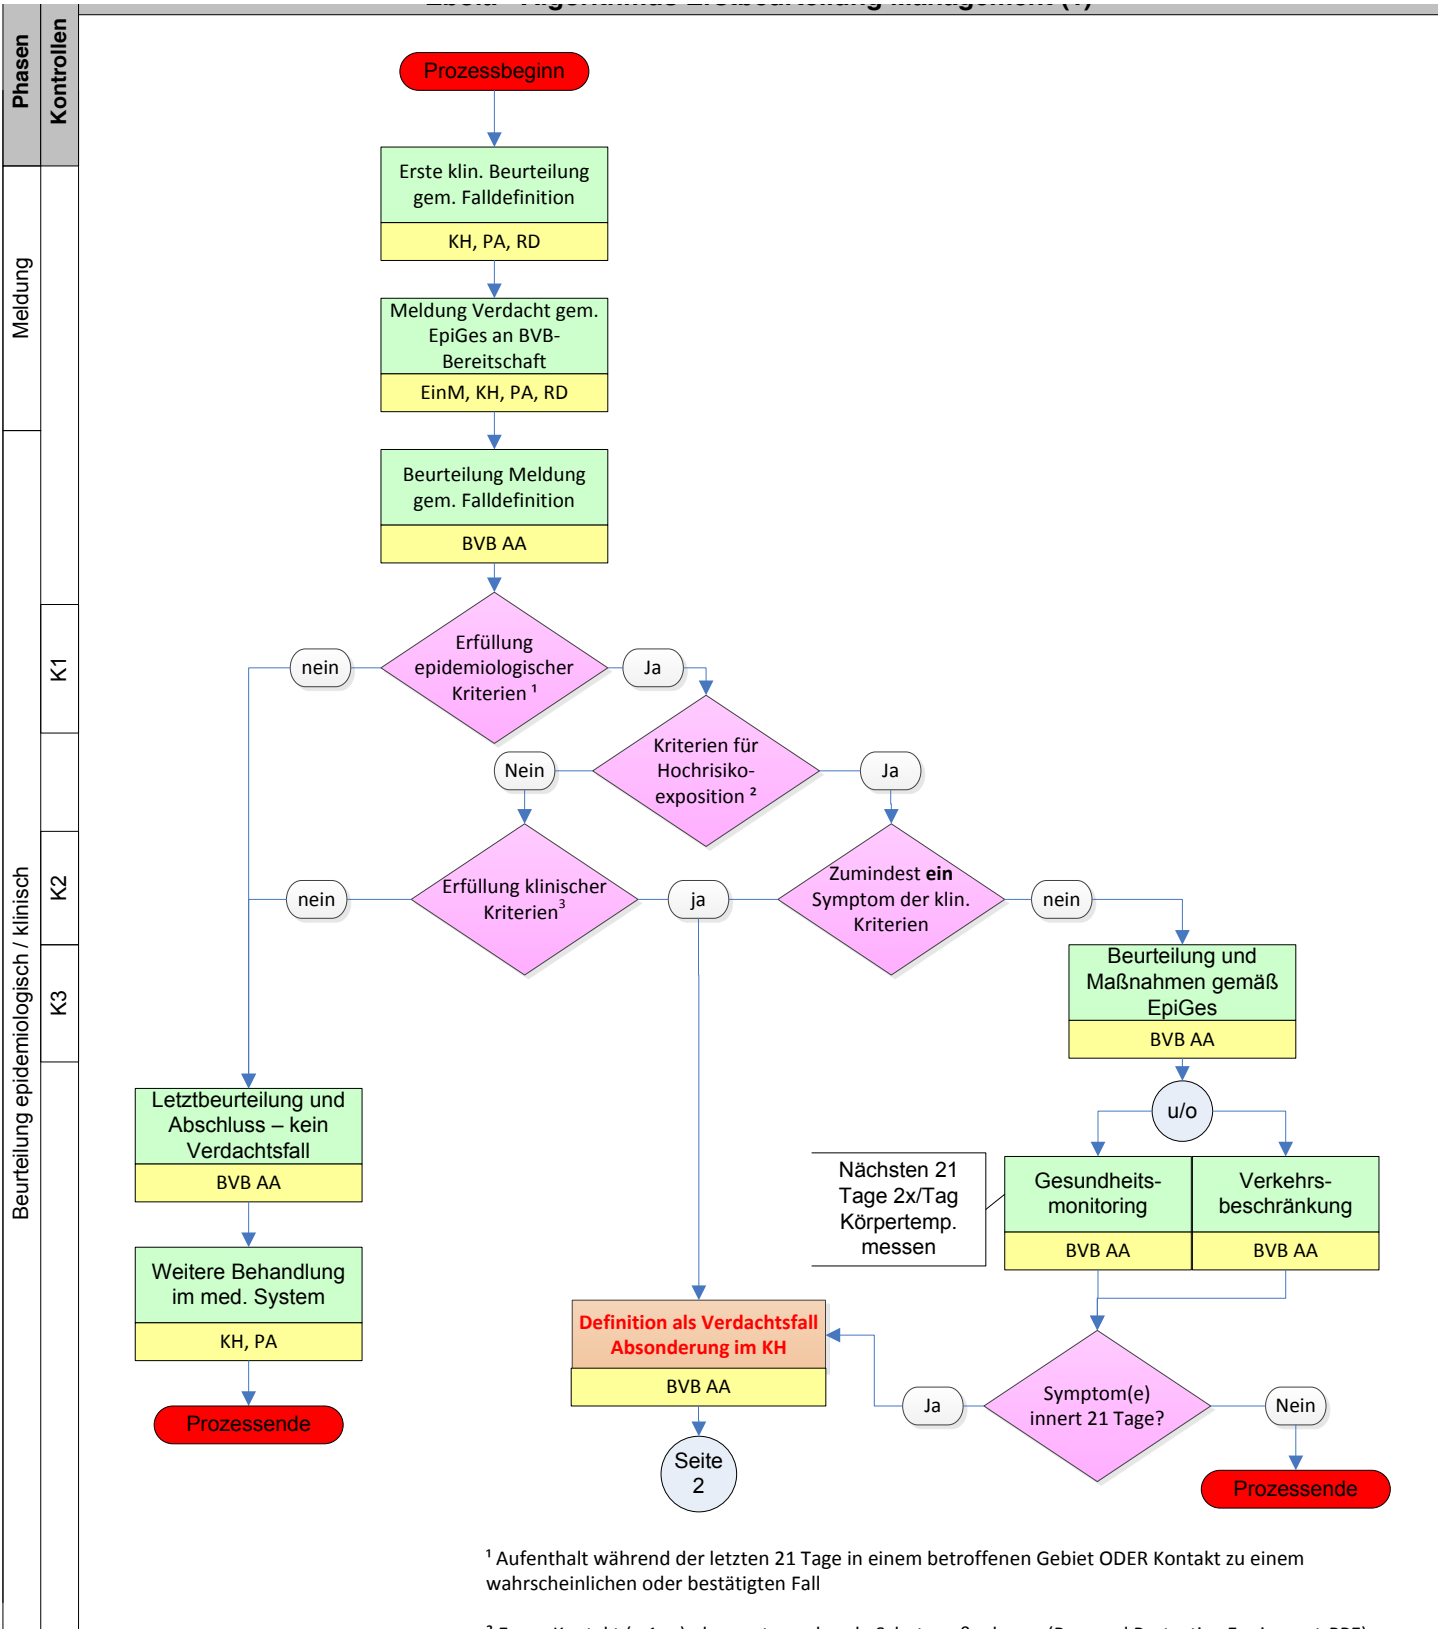 Ebola - Algorithmus Erstbeurteilung Management (1)
Phasen
Kontrollen
Prozessbeginn
Erste klin. Beurteilung
gem. Falldefinition
KH, PA, RD
Meldung
Meldung Verdacht gem.
EpiGes an BVB-
Bereitschaft
EinM, KH, PA, RD
Beurteilung Meldung
gem. Falldefinition
BVB AA
Beurteilung epidemiologisch / klinisch
K1
Erfüllung
epidemiologischer
Kriterien ¹
nein
Ja
Kriterien für
Hochrisiko-
exposition ²
Nein
Ja
K2
Erfüllung klinischer
Kriterien³
nein
ja
Zumindest ein
Symptom der klin.
Kriterien
nein
K3
Beurteilung und
Maßnahmen gemäß
EpiGes
BVB AA
u/o
Letztbeurteilung und
Abschluss – kein
Verdachtsfall
BVB AA
Nächsten 21
Tage 2x/Tag
Körpertemp.
messen
Gesundheits-
monitoring
BVB AA
Verkehrs-
beschränkung
BVB AA
Weitere Behandlung
im med. System
KH, PA
Definition als Verdachtsfall
Absonderung im KH
BVB AA
Symptom(e)
innert 21 Tage?
Ja
Nein
Prozessende
Seite
2
Prozessende
¹ Aufenthalt während der letzten 21 Tage in einem betroffenen Gebiet ODER Kontakt zu einem
wahrscheinlichen oder bestätigten Fall